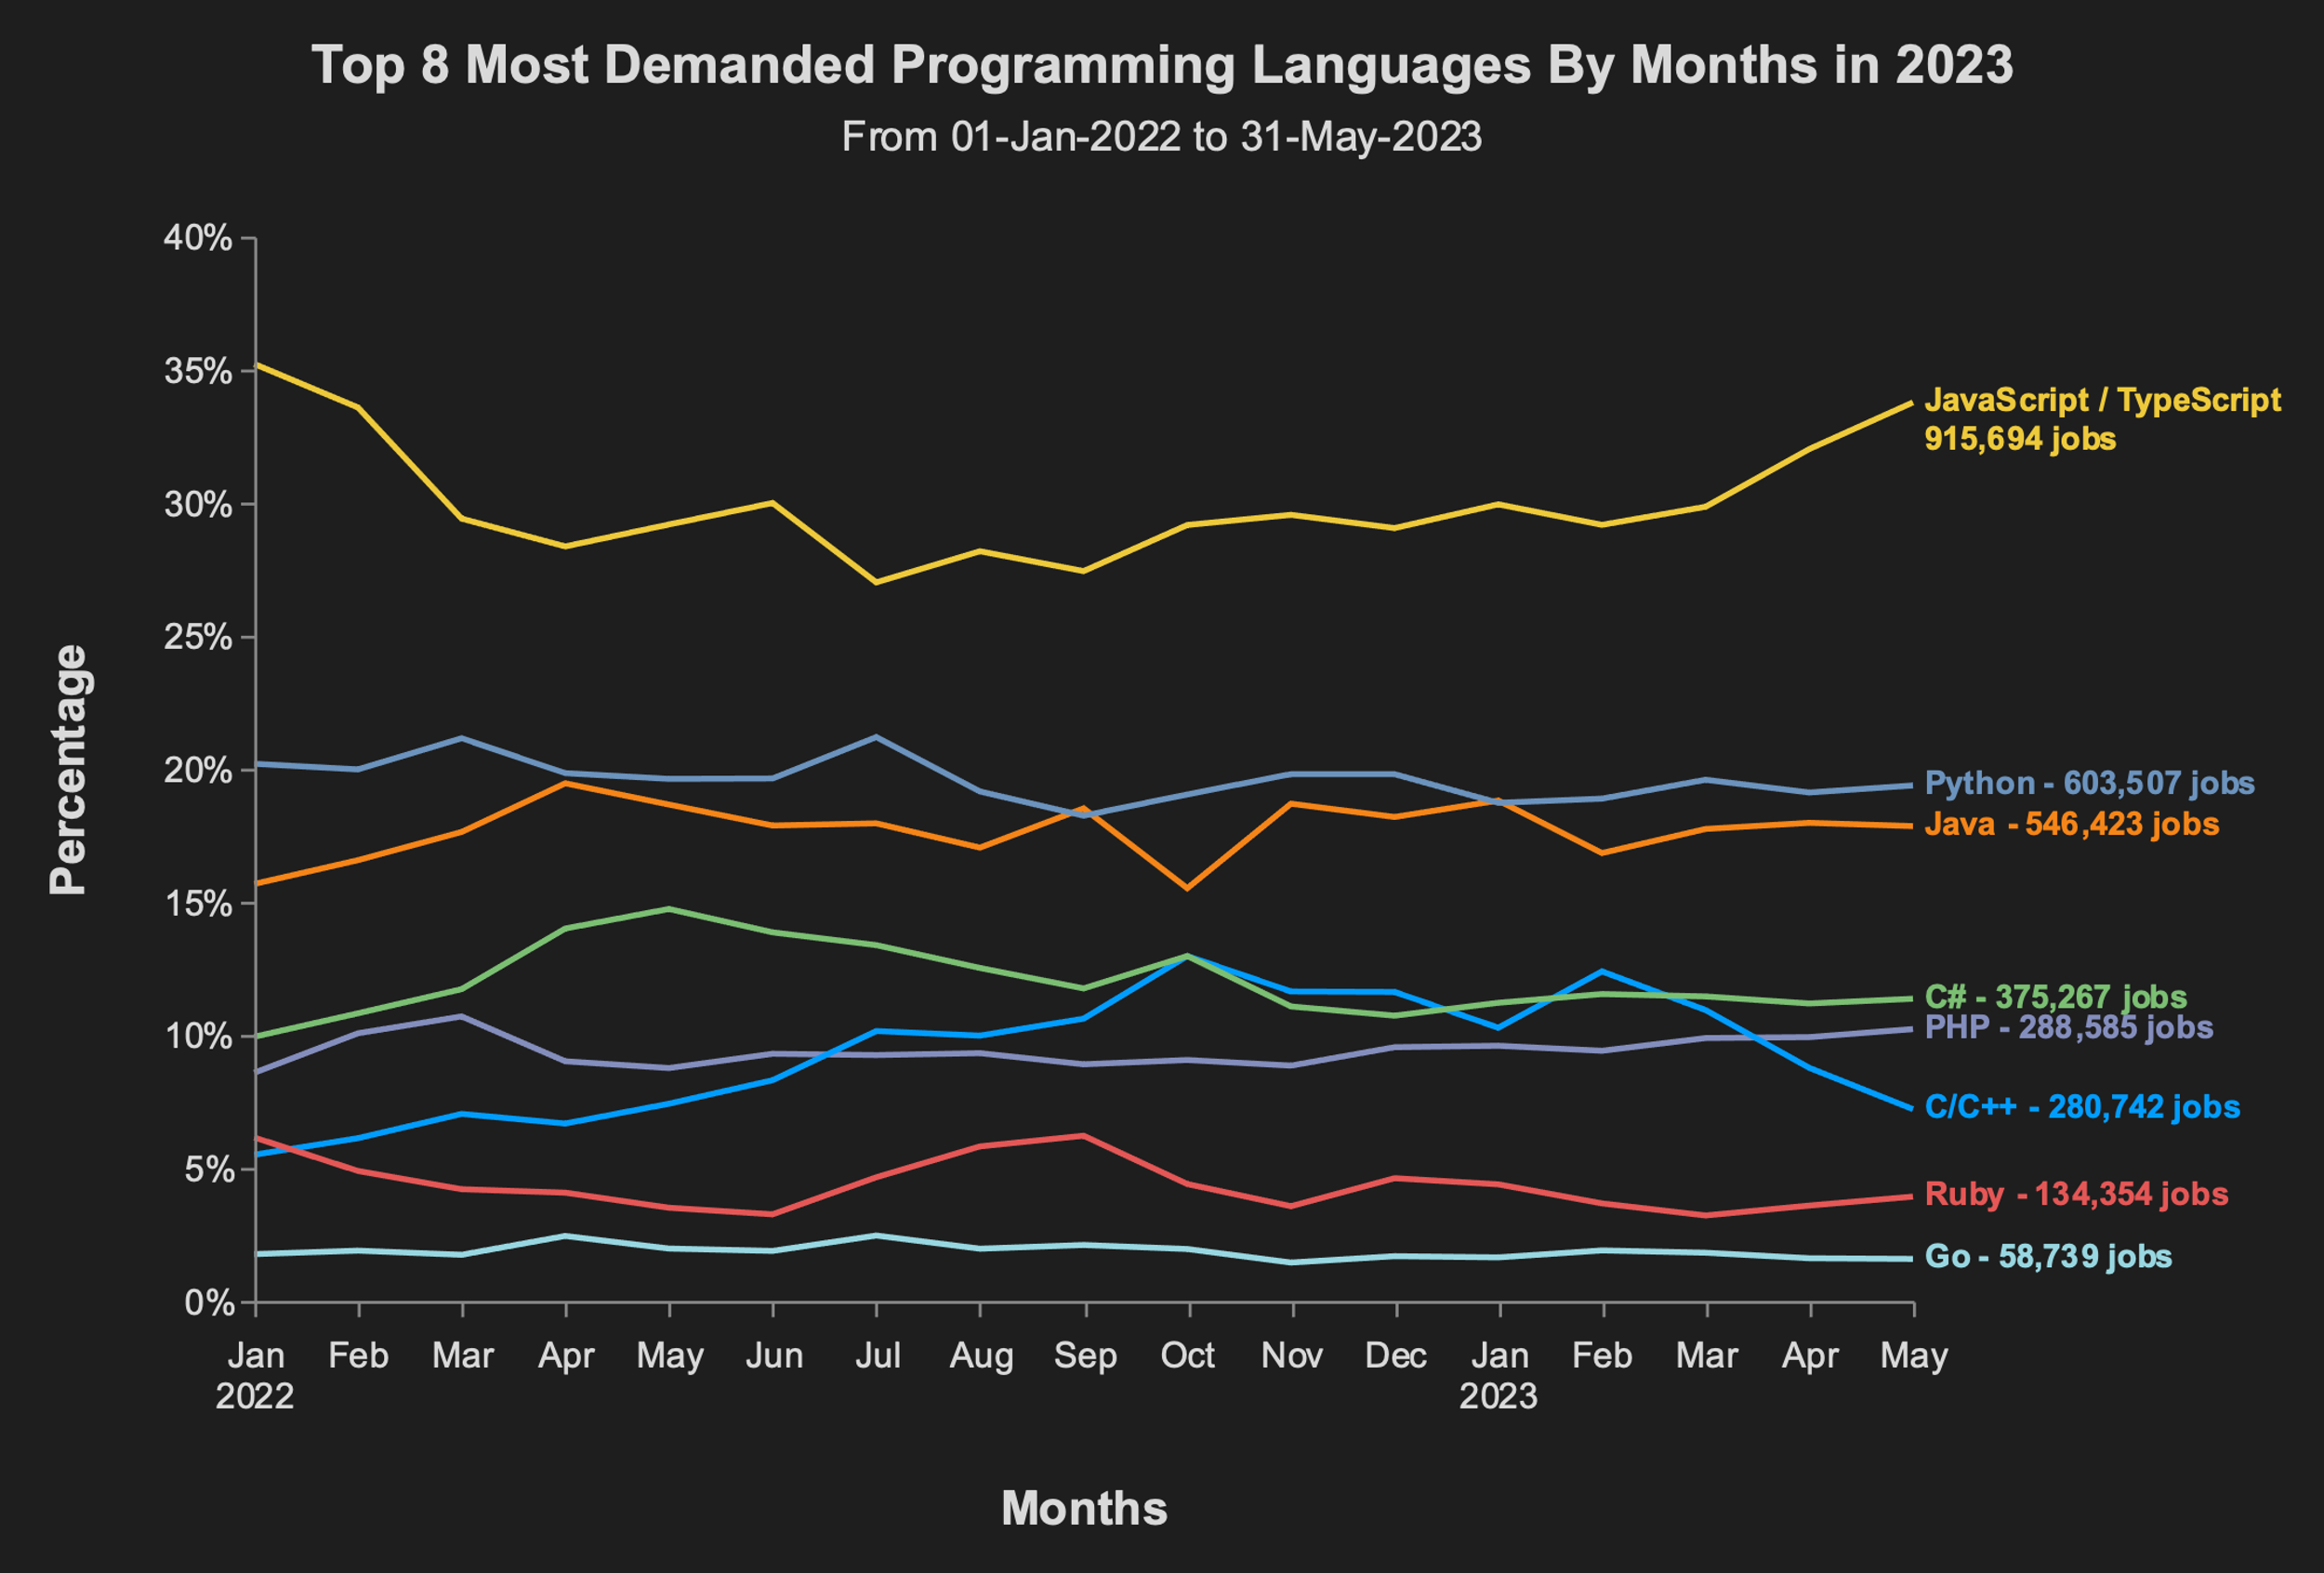 Top 8 Most Demanded Programming Languages By Months in 2023
From 01-Jan-2022 to 31-May-2023
Percentage
40%
35%
30%
25%
20%
15%
10%
5%
0%
JavaScript / TypeScript
915,694 jobs
Python - 603,507 jobs
Java - 546,423 jobs
C# - 375,267 jobs
PHP - 288,585 jobs
C/C++ - 280,742 jobs
Ruby - 134,354 jobs
Go - 58,739 jobs
Jan Feb Mar Apr May Jun Jul Aug Sep Oct Nov Dec Jan Feb Mar Apr May
2022 2023
Months